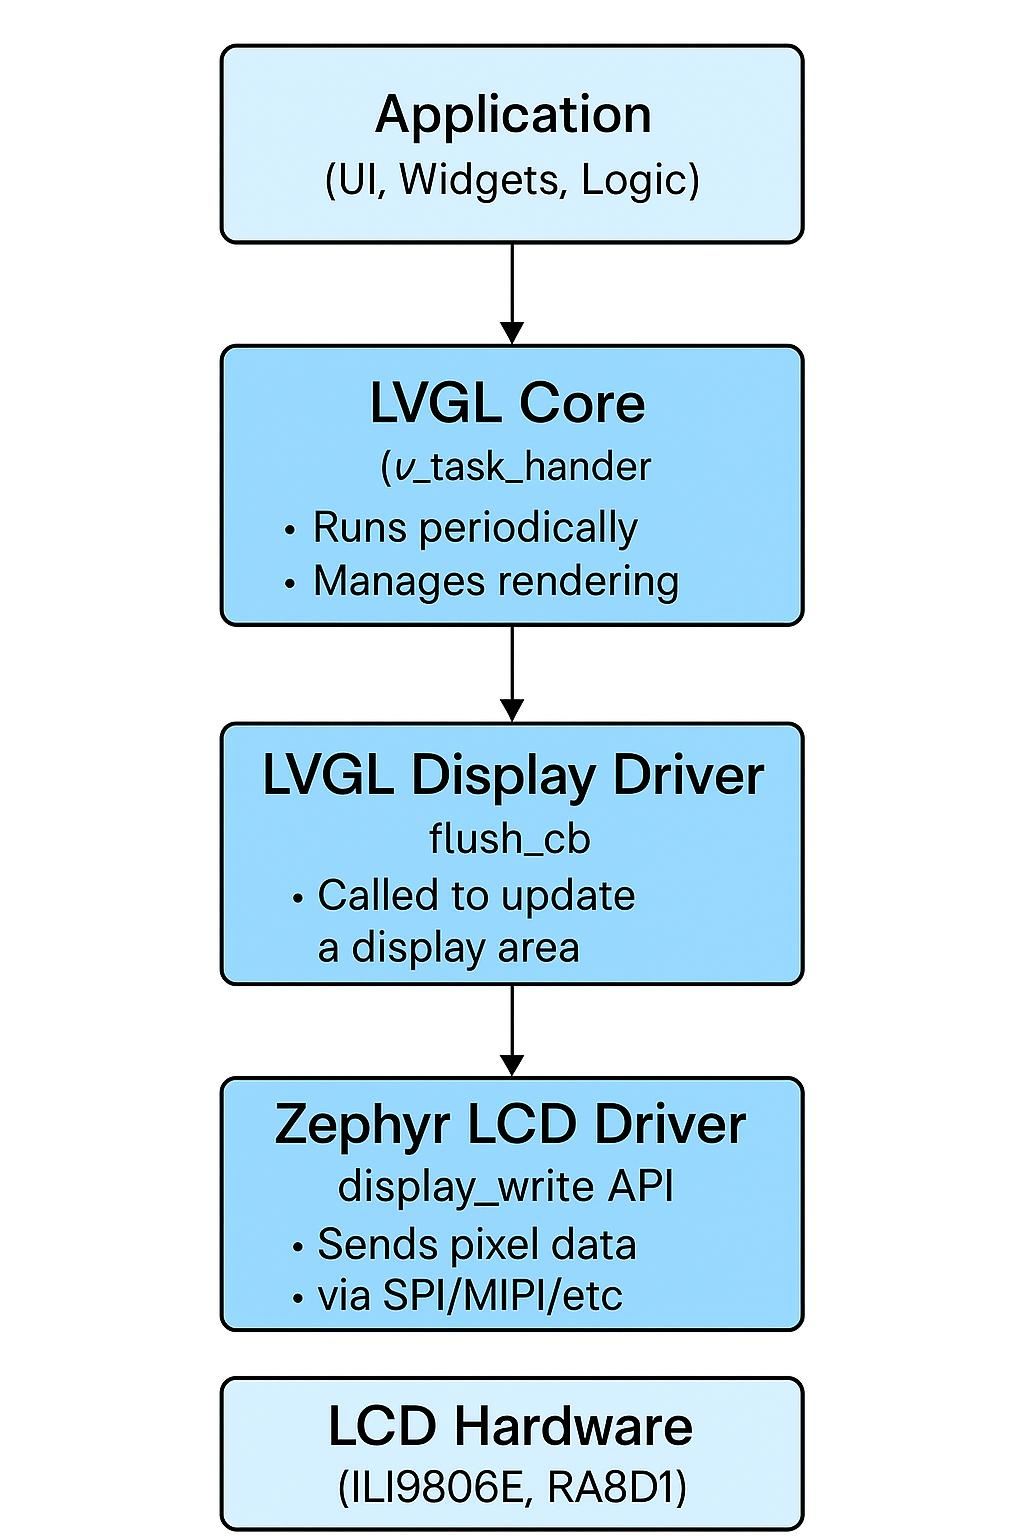 Application
(UI, Widgets, Logic)
LVGL Core
(ν_task_hander
• Runs periodically
• Manages rendering
LVGL Display Driver
flush_cb
• Called to update
a display area
Zephyr LCD Driver
display_write API
• Sends pixel data
• via SPI/MIPI/etc
LCD Hardware
(ILI9806E, RA8D1)